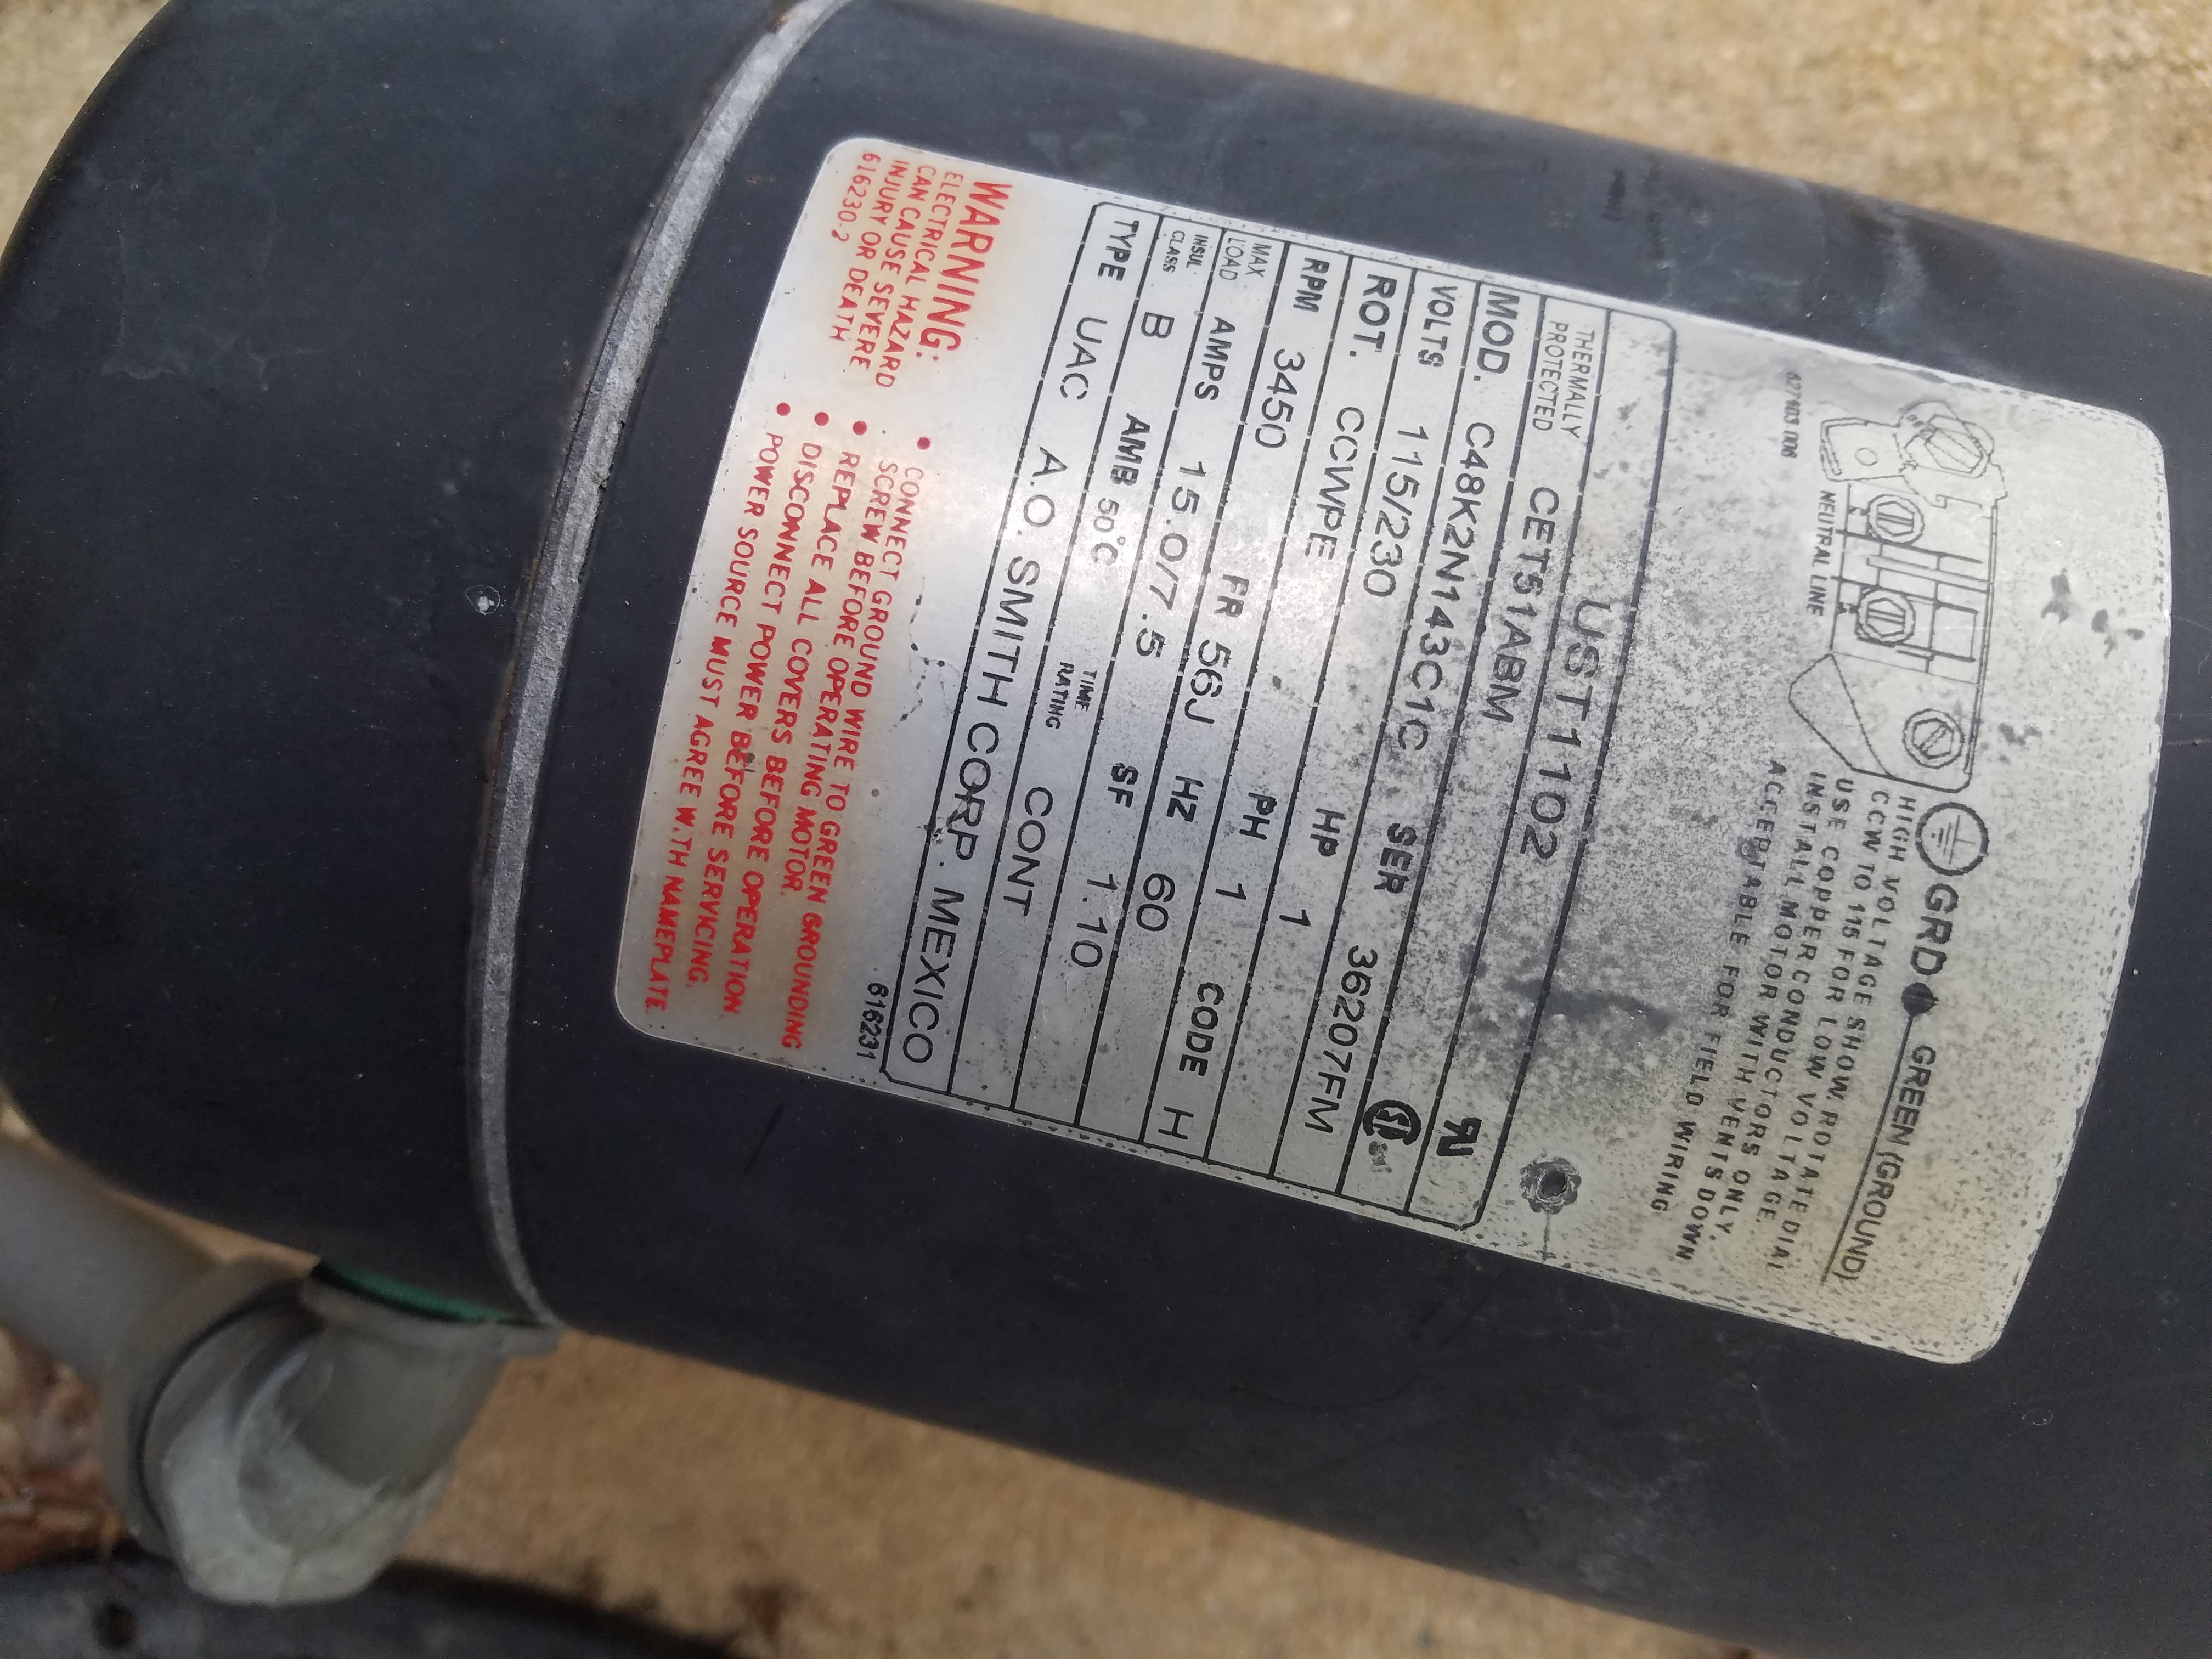 627403 006
NEUTRAL LINE
GRD
GREEN (GROUND)
HIGH VOLTAGE SHOWN, ROTATE DIAL
CCW TO 115 FOR LOW VOLTAGE.
USE COPPER CONDUCTORS ONLY.
INSTALL MOTOR WITH VENTS DOWN
ACCEPTABLE FOR FIELD WIRING
UST1102
THERMALLY PROTECTED CET51ABM
MOD. C48K2N143C1C
VOLTS 115/230 SER 36207FM
ROT. CCWPE HP 1
RPM 3450 PH 1
MAX LOAD AMPS 15.0/7.5 FR 56J HZ 60 CODE H
INSUL CLASS B AMB 50°C SF 1.10
TYPE UAC TIME RATING CONT
A.O. SMITH CORP. MEXICO
616231
WARNING:
ELECTRICAL HAZARD
CAN CAUSE SEVERE
INJURY OR DEATH
616230-2
• CONNECT GROUND WIRE TO GREEN GROUNDING
SCREW BEFORE OPERATING MOTOR.
• REPLACE ALL COVERS BEFORE OPERATION
• DISCONNECT POWER BEFORE SERVICING.
• POWER SOURCE MUST AGREE W.TH NAMEPLATE